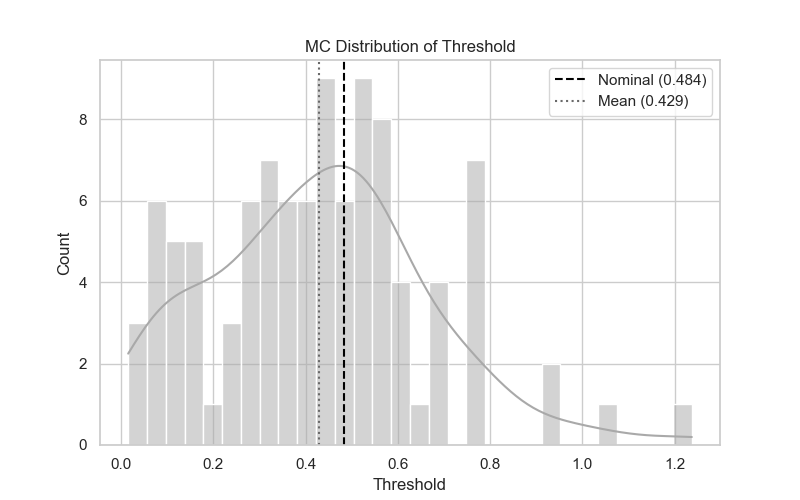 MC Distribution of Threshold
Nominal (0.484)
Mean (0.429)
Count
8
6
4
2
0
0.0 0.2 0.4 0.6 0.8 1.0 1.2
Threshold